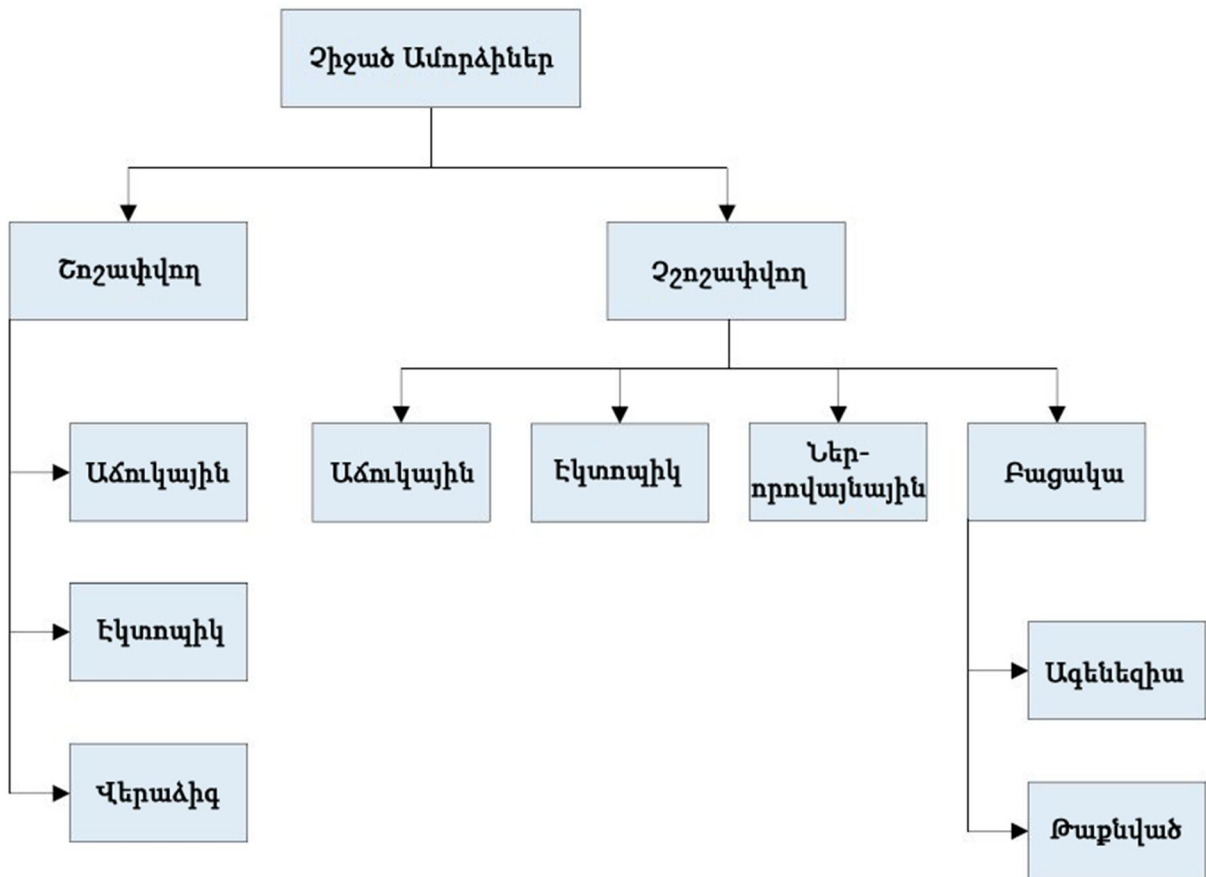 Չիջած Ամորձիներ
Շոշափվող
Չշոշափվող
Աճուկային
Էկտոպիկ
Վերաձիգ
Աճուկային
Էկտոպիկ
Ներ-
որովայնային
Բացակա
Ագենեզիա
Թաքնված